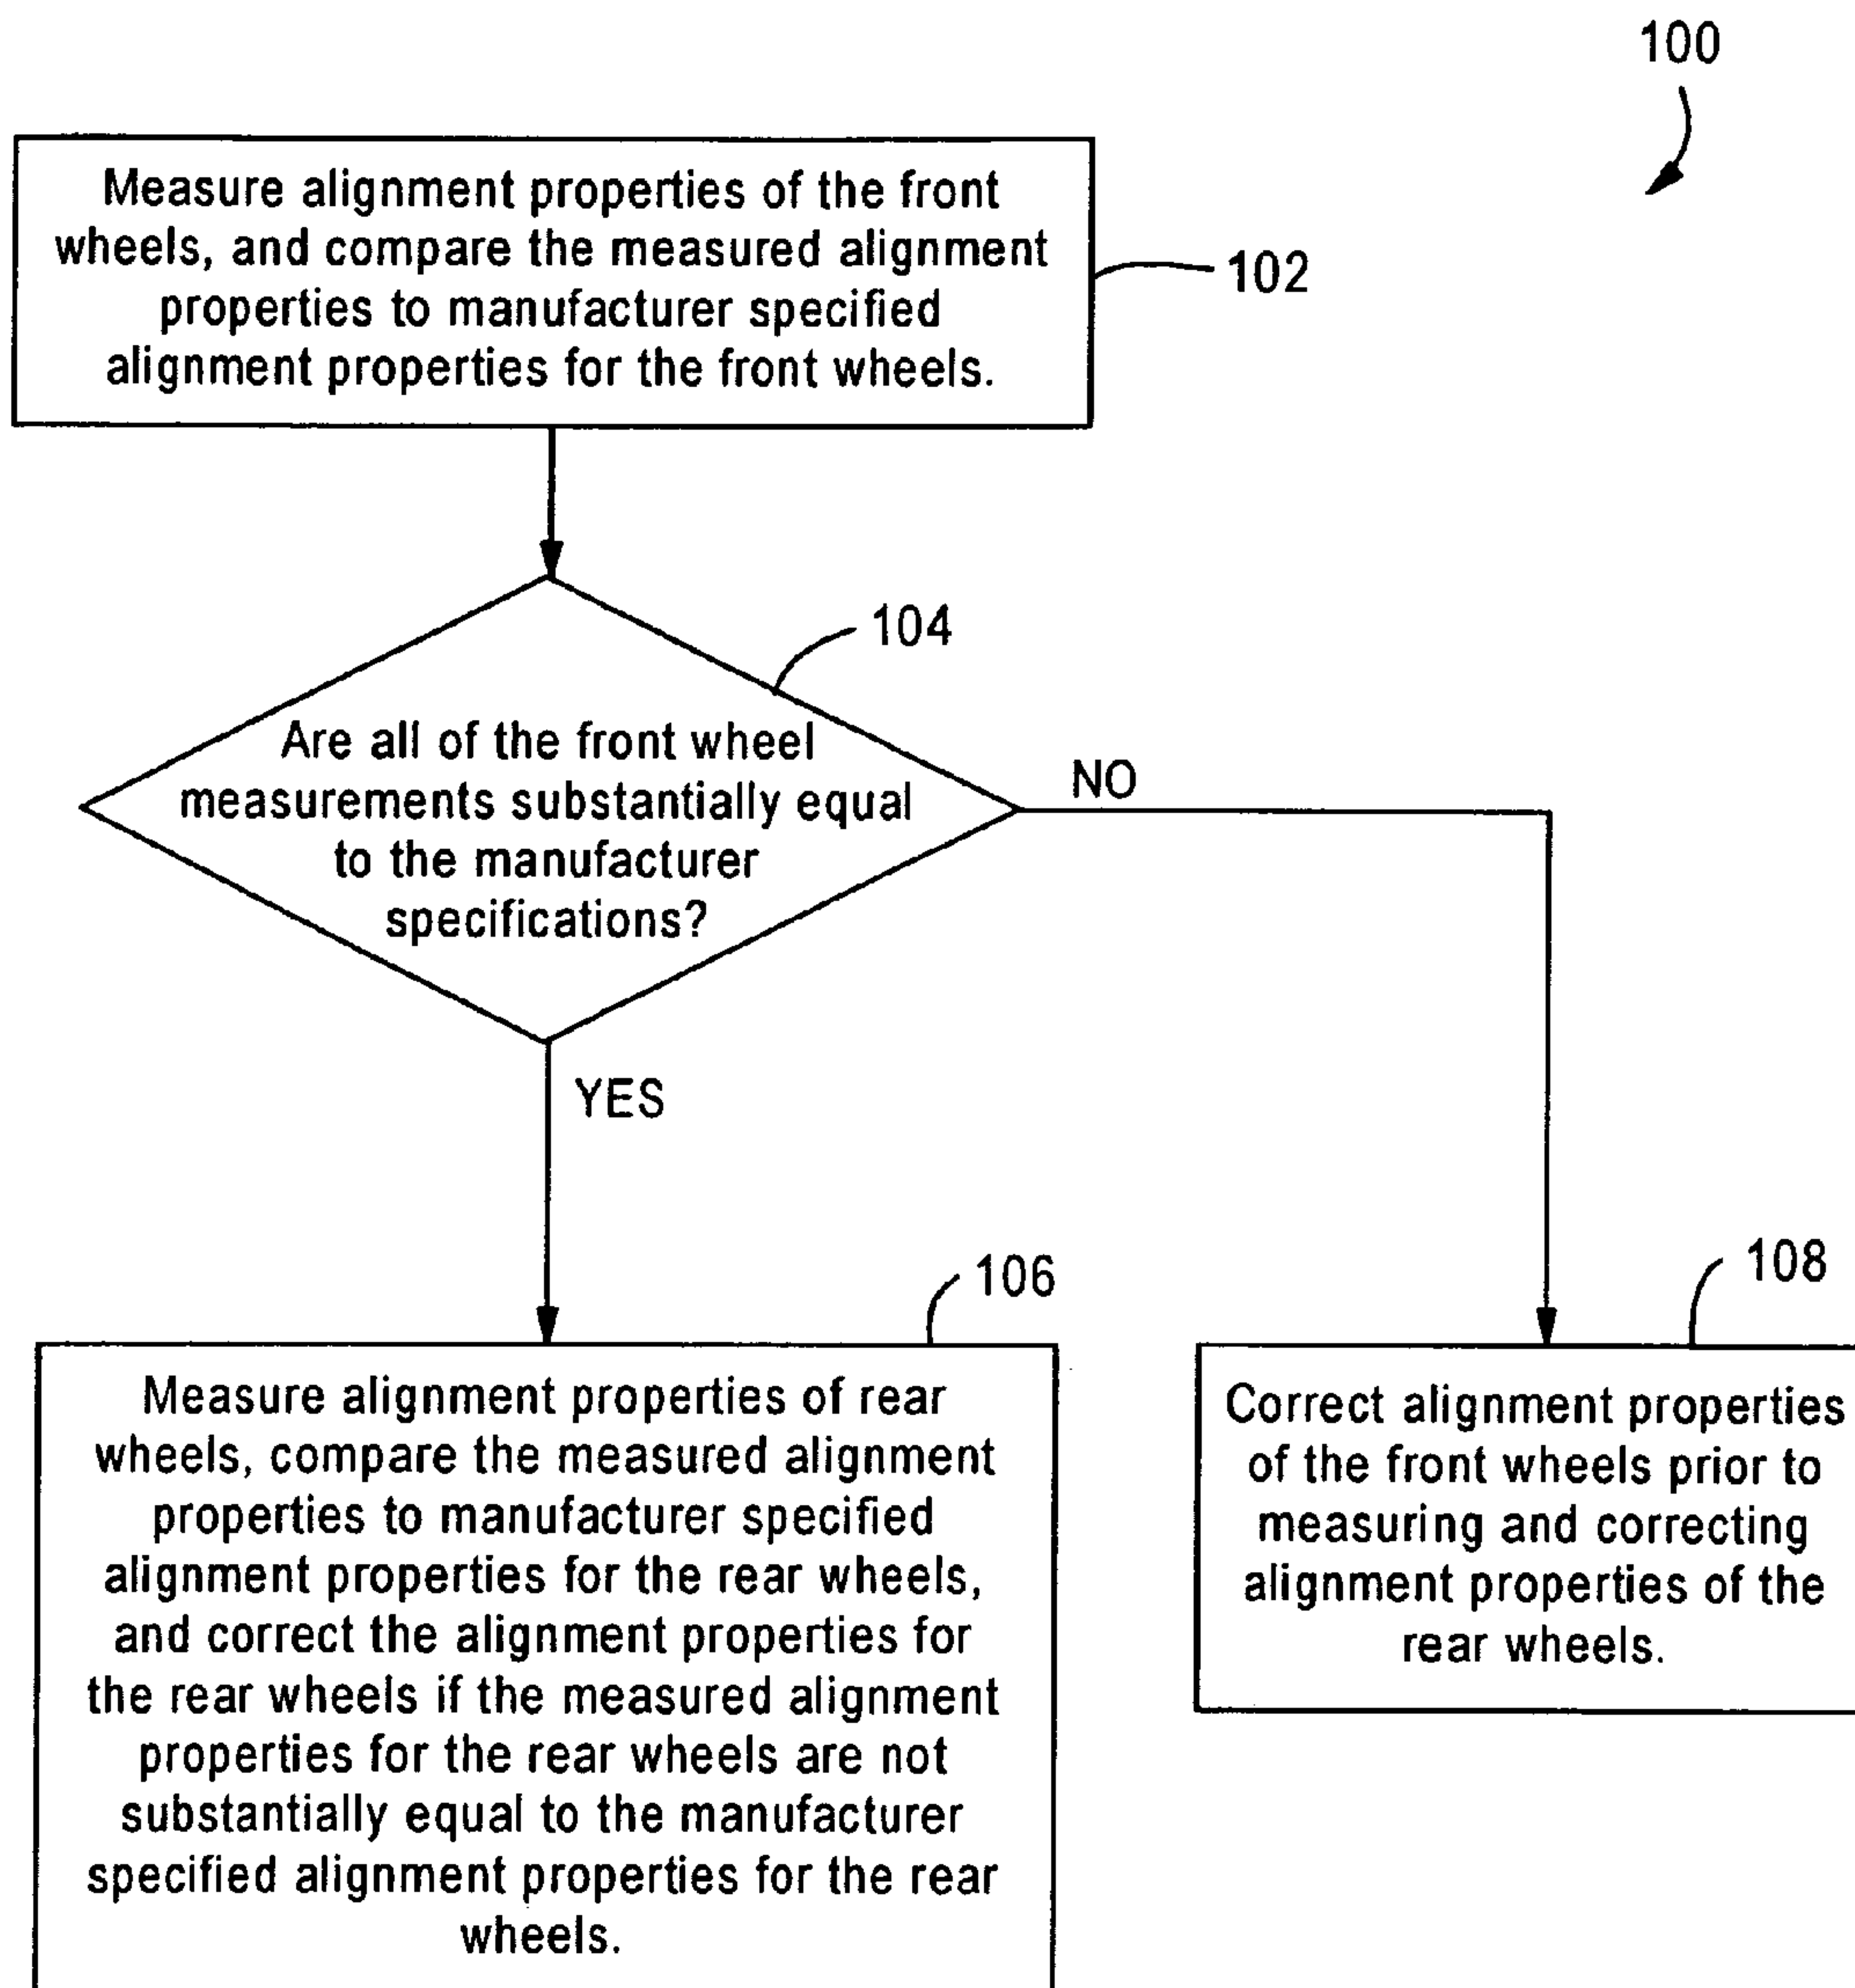 100
Measure alignment properties of the front
wheels, and compare the measured alignment
properties to manufacturer specified
alignment properties for the front wheels.
102
104
Are all of the front wheel
measurements substantially equal
to the manufacturer
specifications?
NO
YES
106
Measure alignment properties of rear
wheels, compare the measured alignment
properties to manufacturer specified
alignment properties for the rear wheels,
and correct the alignment properties for
the rear wheels if the measured alignment
properties for the rear wheels are not
substantially equal to the manufacturer
specified alignment properties for the rear
wheels.
108
Correct alignment properties
of the front wheels prior to
measuring and correcting
alignment properties of the
rear wheels.